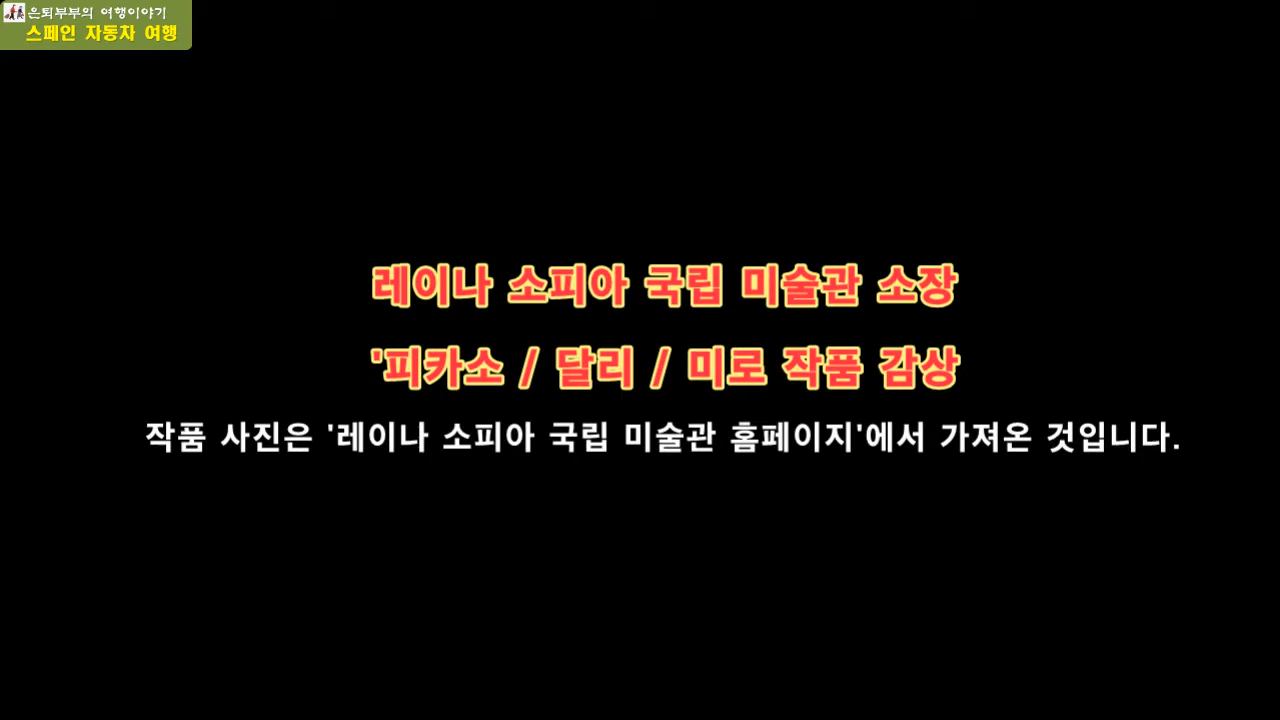 은퇴부부의 여행이야기
스페인 자동차 여행
레이나 소피아 국립 미술관 소장
'피카소 / 달리 / 미로 작품 감상
작품 사진은 '레이나 소피아 국립 미술관 홈페이지'에서 가져온 것입니다.